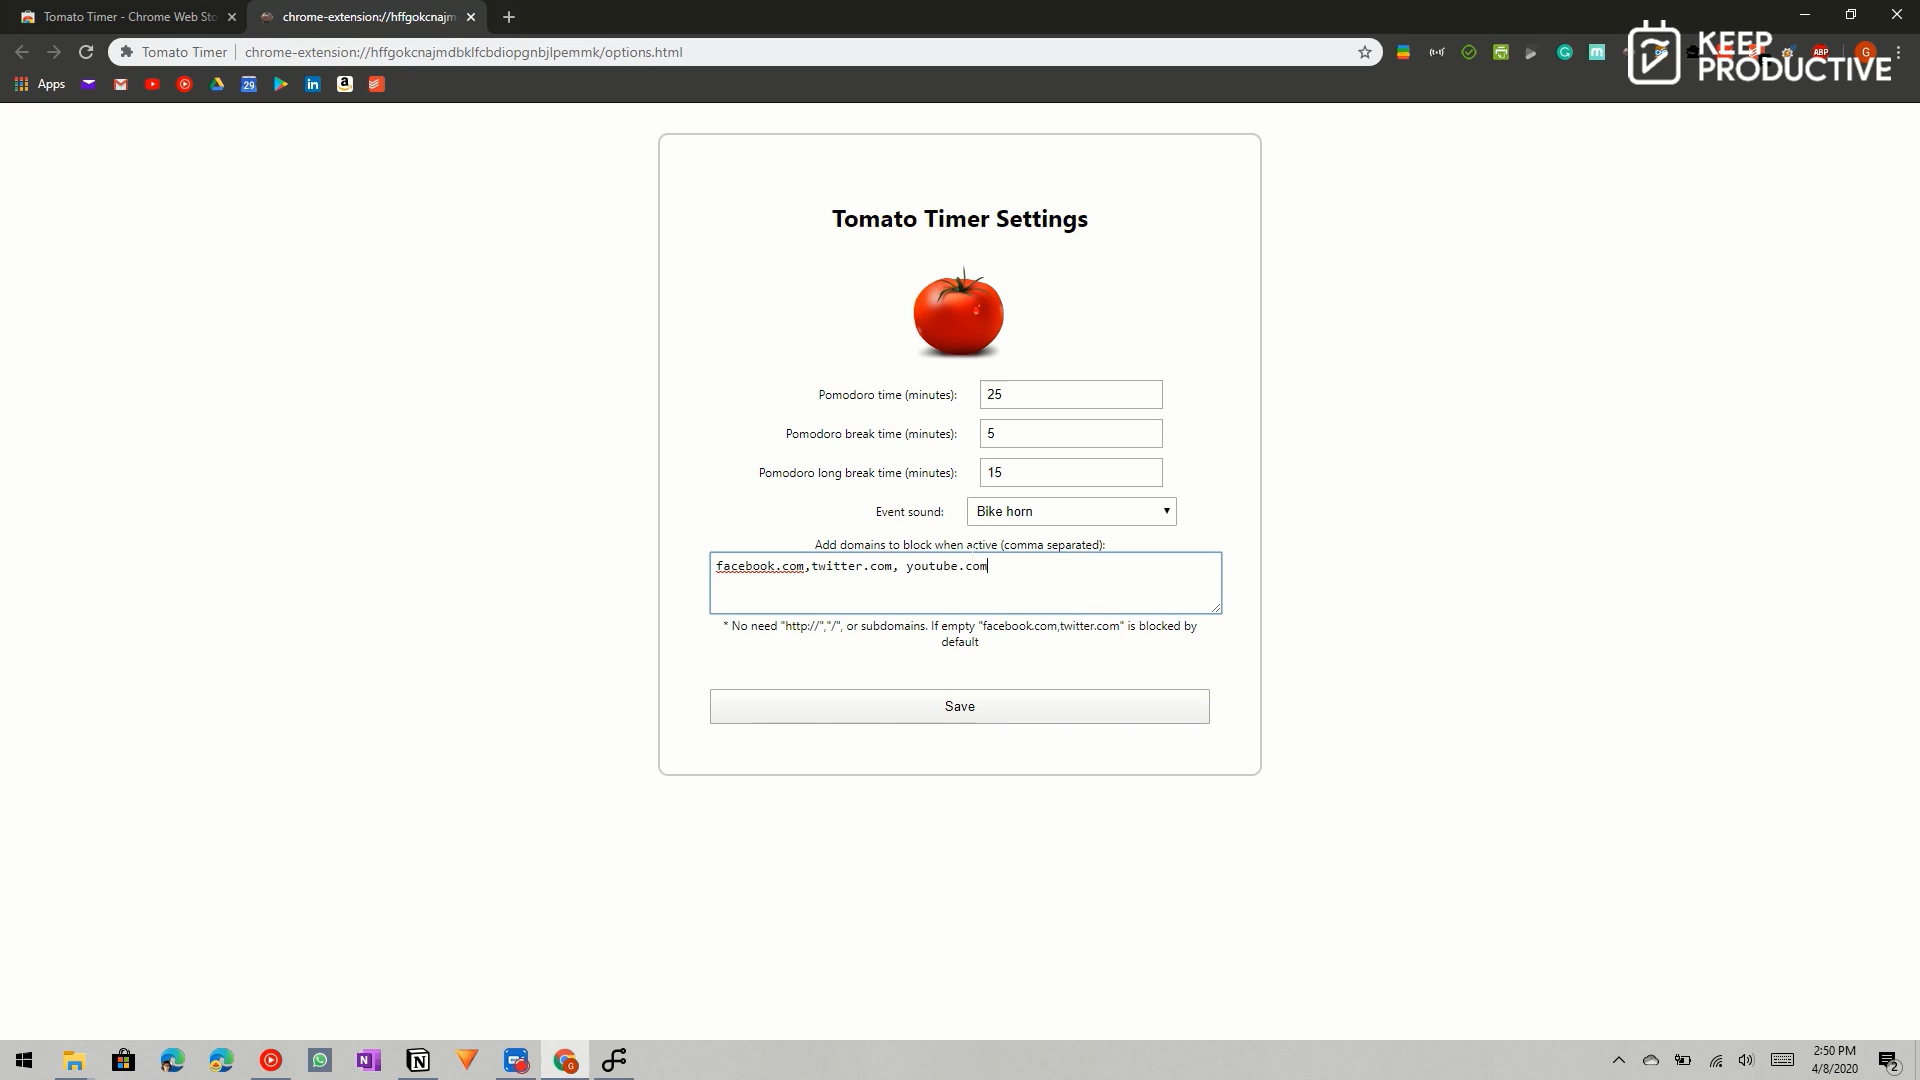 Tomato Timer - Chrome Web Sto
chrome-extension://hffgokcnajm
KEEP
PRODUCTIVE
Tomato Timer
chrome-extension://hffgokcnajmdbklfcbdiopgnbjlpemmk/options.html
ABP
G
Apps
29
Tomato Timer Settings
Pomodoro time (minutes):
25
Pomodoro break time (minutes):
5
Pomodoro long break time (minutes):
15
Event sound:
Bike horn
Add domains to block when active (comma separated):
facebook.com,twitter.com, youtube.com
* No need "http://","/", or subdomains. If empty "facebook.com,twitter.com" is blocked by
default
Save
2:50 PM
4/8/2020
2